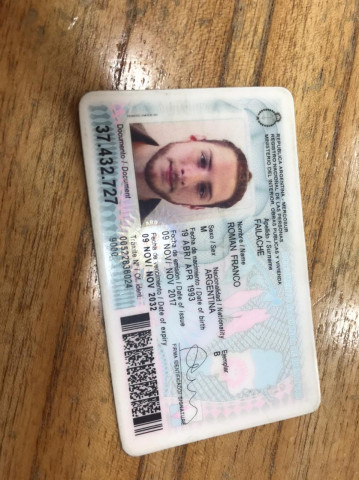 REPÚBLICA ARGENTINA - MERCOSUR
REGISTRO NACIONAL DE LAS PERSONAS
MINISTERIO DEL INTERIOR, OBRAS PÚBLICAS Y VIVIENDA
Apellido / Surname
FAILACHE
Nombre / Name
ROMAN FRANCO
Sexo / Sex Nacionalidad / Nationality Ejemplar
M ARGENTINA B
Fecha de nacimiento / Date of birth
19 ABR/ APR 1993
Fecha de emisión / Date of issue
09 NOV/ NOV 2017
Fecha de vencimiento / Date of expiry
09 NOV/ NOV 2032
FIRMA IDENTIFICADO / SIGNATURE
Documento / Document
37.432.727
Trámite Nº / Of. ident.